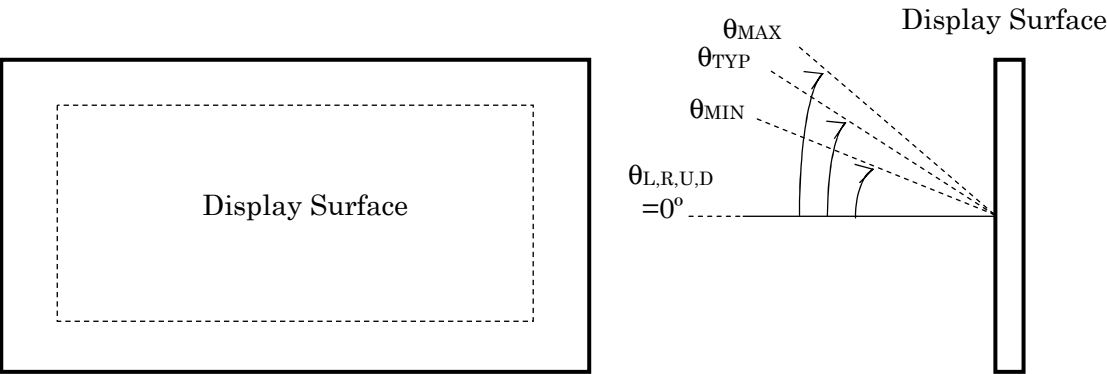 Display Surface
θMAX
θTYP
θMIN
θL,R,U,D
=0º
Display Surface